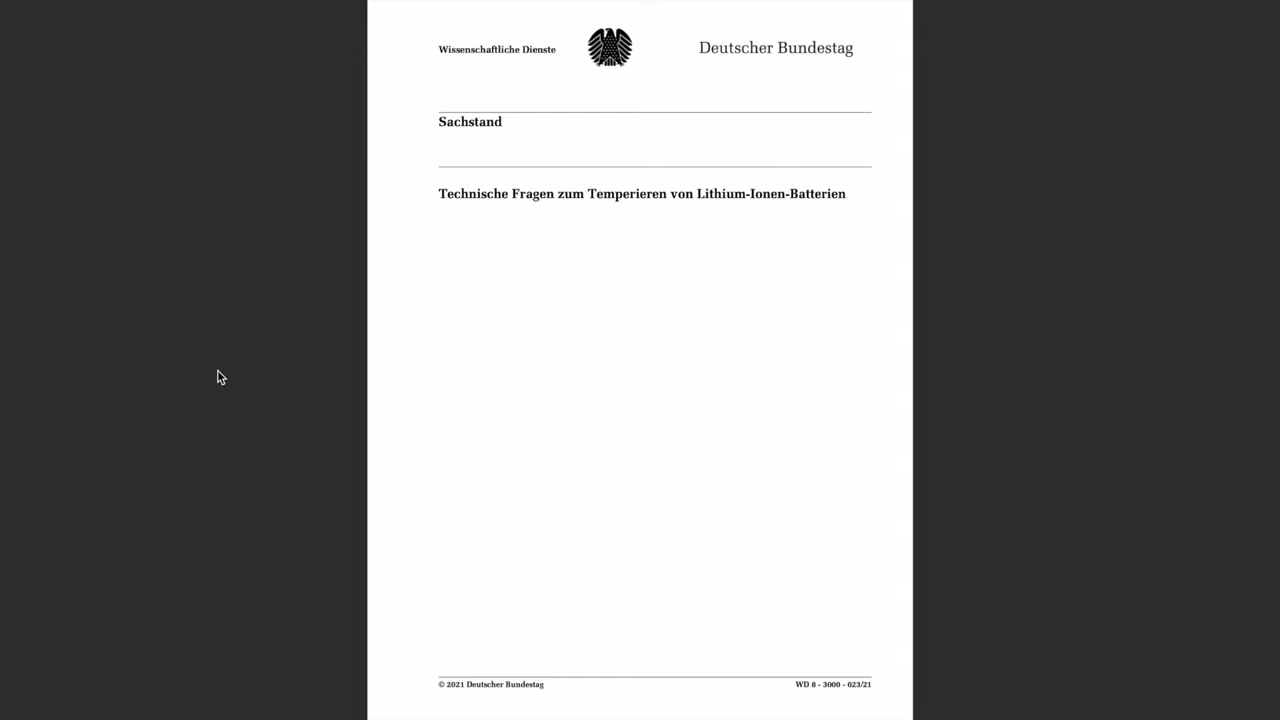 Wissenschaftliche Dienste
Deutscher Bundestag
Sachstand
Technische Fragen zum Temperieren von Lithium-Ionen-Batterien
© 2021 Deutscher Bundestag
WD 8 - 3000 - 023/21